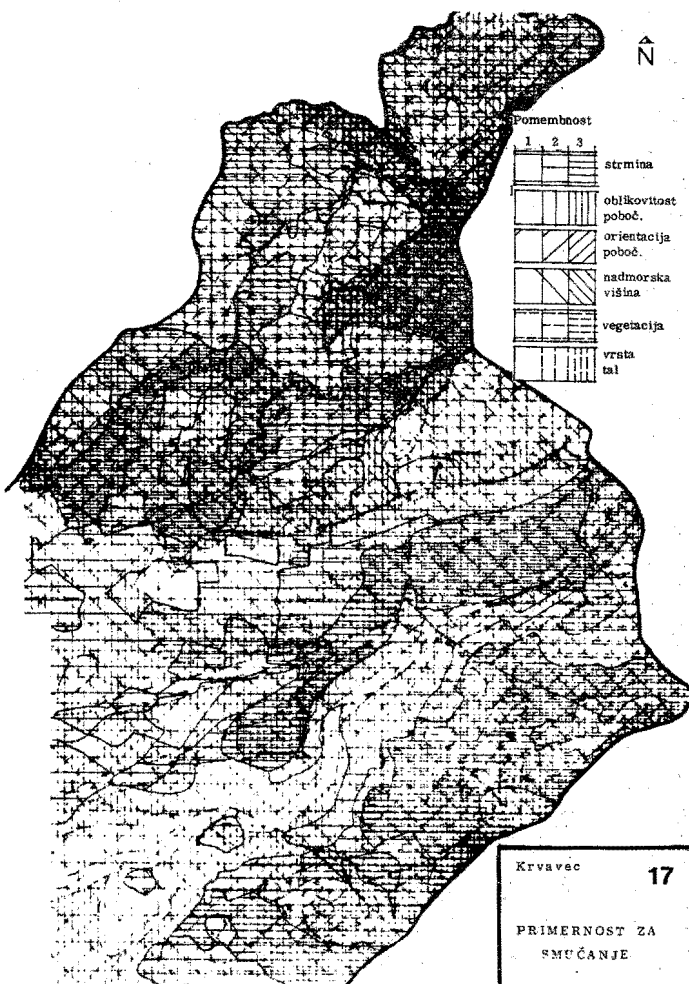 N
Pomembnost
1 2 3
strmina
oblikovitost
poboč.
orientacija
poboč.
nadmorska
višina
vegetacija
vrsta
tal
Krvavec 17
PRIMERNOST ZA
SMUČANJE